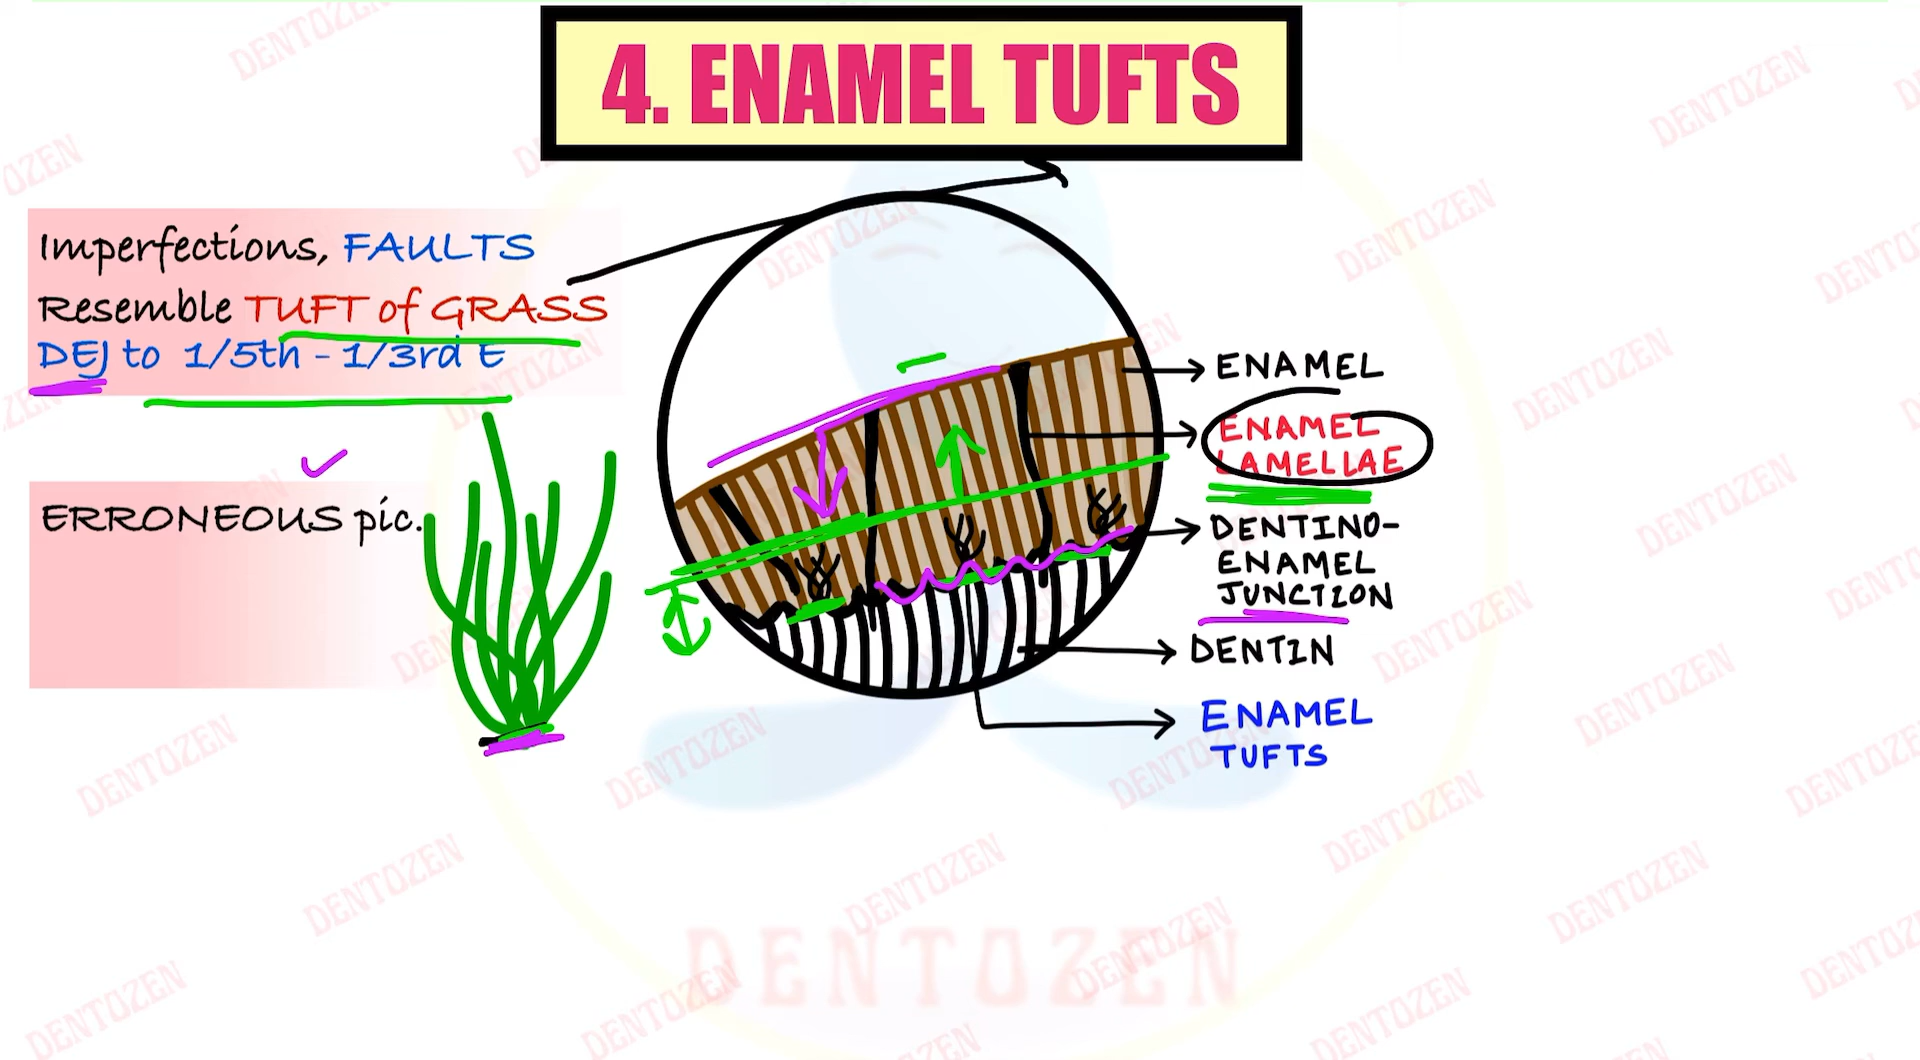 4. ENAMEL TUFTS
Imperfections, FAULTS
Resemble TUFT of GRASS
DEJ to 1/5th - 1/3rd E
ERRONEOUS pic.
ENAMEL
ENAMEL
LAMELLAE
DENTINO-
ENAMEL
JUNCTION
DENTIN
ENAMEL
TUFTS
DENTOZEN